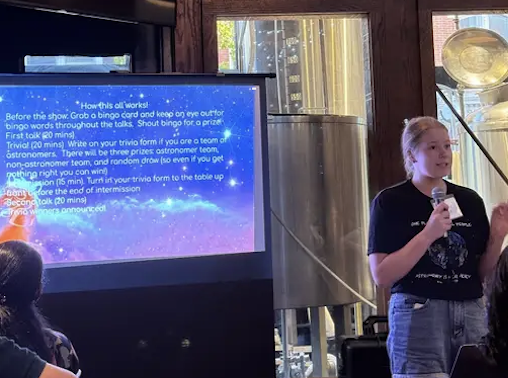 How this all works!
Before the show: Grab a bingo card and keep an eye out for
bingo words throughout the talks. Shout bingo for a prize!
First talk (20 mins)
Trivia! (20 mins) Write on your trivia form if you are a team of
astronomers. There will be three prizes: astronomer team,
non-astronomer team, and random draw (so even if you get
nothing right you can win!)
(15 min). Turn in your trivia form to the table up
front before the end of intermission
Second talk (20 mins)
Trivia winners announced!